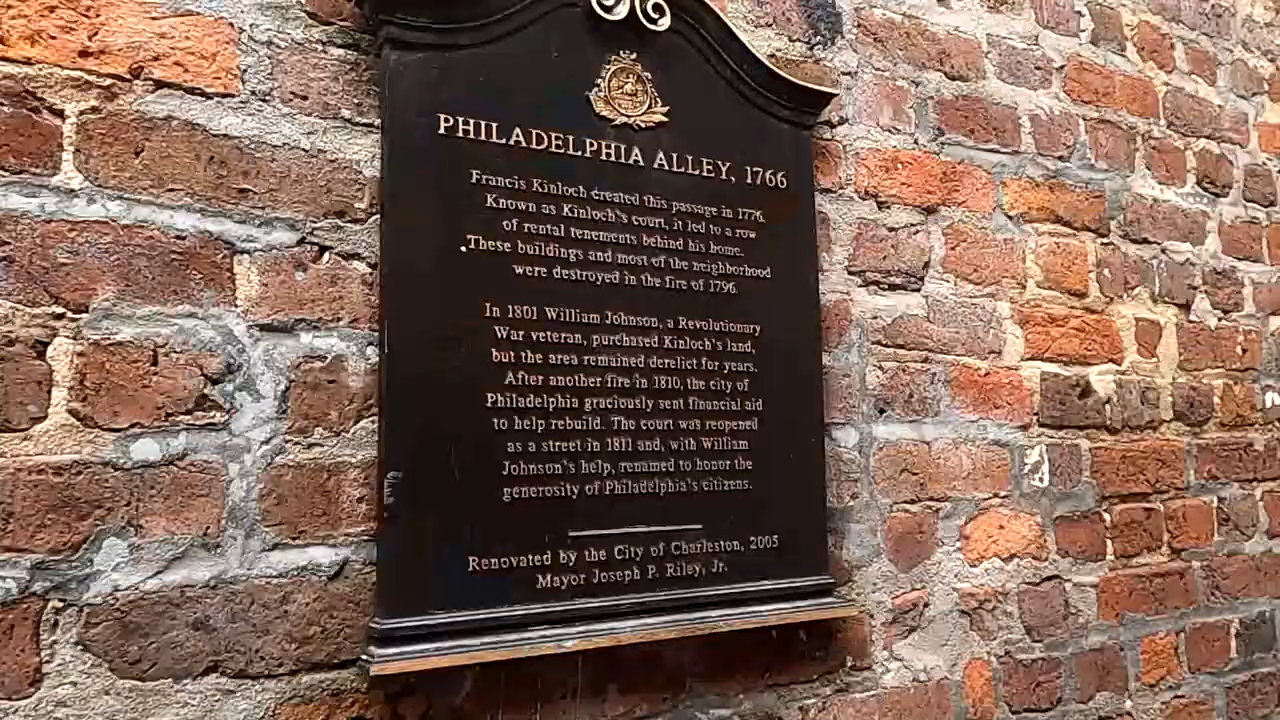 PHILADELPHIA ALLEY, 1766
Francis Kinloch created this passage in 1776.
Known as Kinloch's court, it led to a row
of rental tenements behind his home.
These buildings and most of the neighborhood
were destroyed in the fire of 1796.
In 1801 William Johnson, a Revolutionary
War veteran, purchased Kinloch's land,
but the area remained derelict for years.
After another fire in 1810, the city of
Philadelphia graciously sent financial aid
to help rebuild. The court was reopened
as a street in 1811 and, with William
Johnson's help, renamed to honor the
generosity of Philadelphia's citizens.
Renovated by the City of Charleston, 2005
Mayor Joseph P. Riley, Jr.